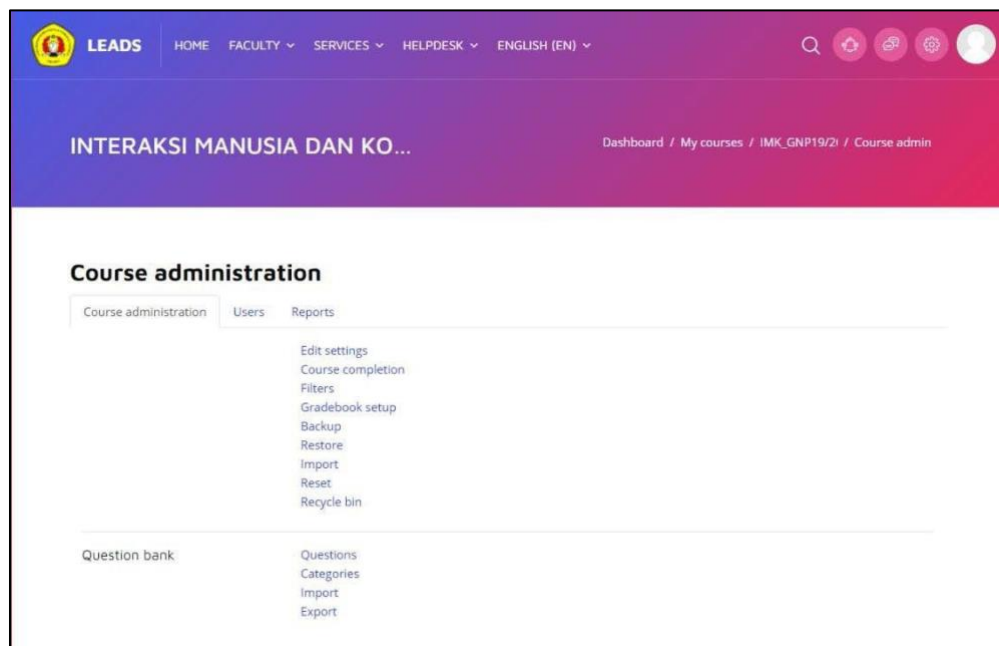 LEADS HOME FACULTY SERVICES HELPDESK ENGLISH (EN)
INTERAKSI MANUSIA DAN KO...
Dashboard / My courses / IMK_GNP19/2 / Course admin
Course administration
Course administration Users Reports
Edit settings
Course completion
Filters
Gradebook setup
Backup
Restore
Import
Reset
Recycle bin
Question bank
Questions
Categories
Import
Export